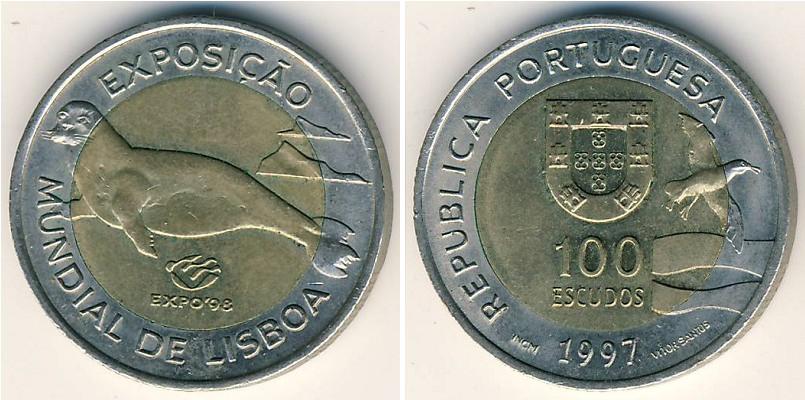 EXPOSIÇÃO
MUNDIAL DE LISBOA
EXPO'98
REPUBLICA PORTUGUESA
100
ESCUDOS
INCM 1997 VITOR SANTOS